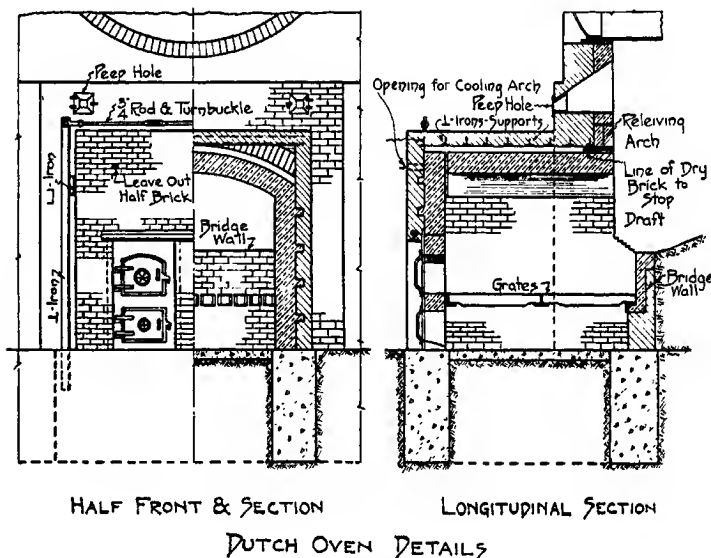 Peep Hole
3/4" Rod & Turnbuckle
Leave Out
Half Brick
Bridge
Wall
⊔-Iron
⊥-Iron
Opening for Cooling Arch
Peep Hole
⊥-Irons-Supports
Releiving
Arch
Line of Dry
Brick to
Stop
Draft
Grates
Bridge
Wall
HALF FRONT & SECTION
LONGITUDINAL SECTION
DUTCH OVEN DETAILS